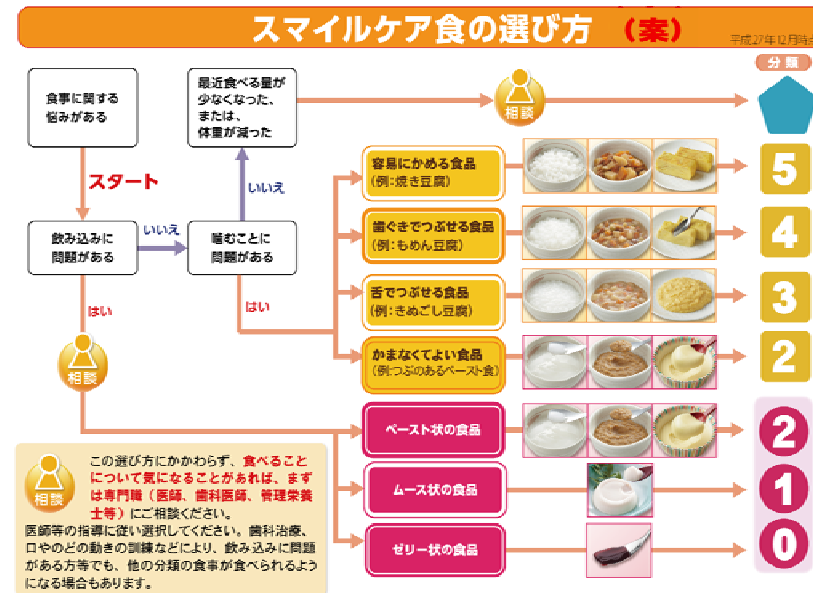 スマイルケア食の選び方 (案)
平成27年12月時点
分類
食事に関する
悩みがある
最近食べる量が
少なくなった、
または、
体重が減った
相談
スタート
いいえ
飲み込みに
問題がある
いいえ
噛むことに
問題がある
はい
はい
相談
容易にかめる食品
(例:焼き豆腐)
5
歯ぐきでつぶせる食品
(例:もめん豆腐)
4
舌でつぶせる食品
(例:きぬごし豆腐)
3
かまなくてよい食品
(例:つぶのあるペースト食)
2
ペースト状の食品
2
ムース状の食品
1
ゼリー状の食品
0
相談
この選び方にかかわらず、食べること
について気になることがあれば、まず
は専門職(医師、歯科医師、管理栄養
士等)にご相談ください。
医師等の指導に従い選択してください。歯科治療、
口やのどの動きの訓練などにより、飲み込みに問題
がある方等でも、他の分類の食事が食べられるよう
になる場合もあります。